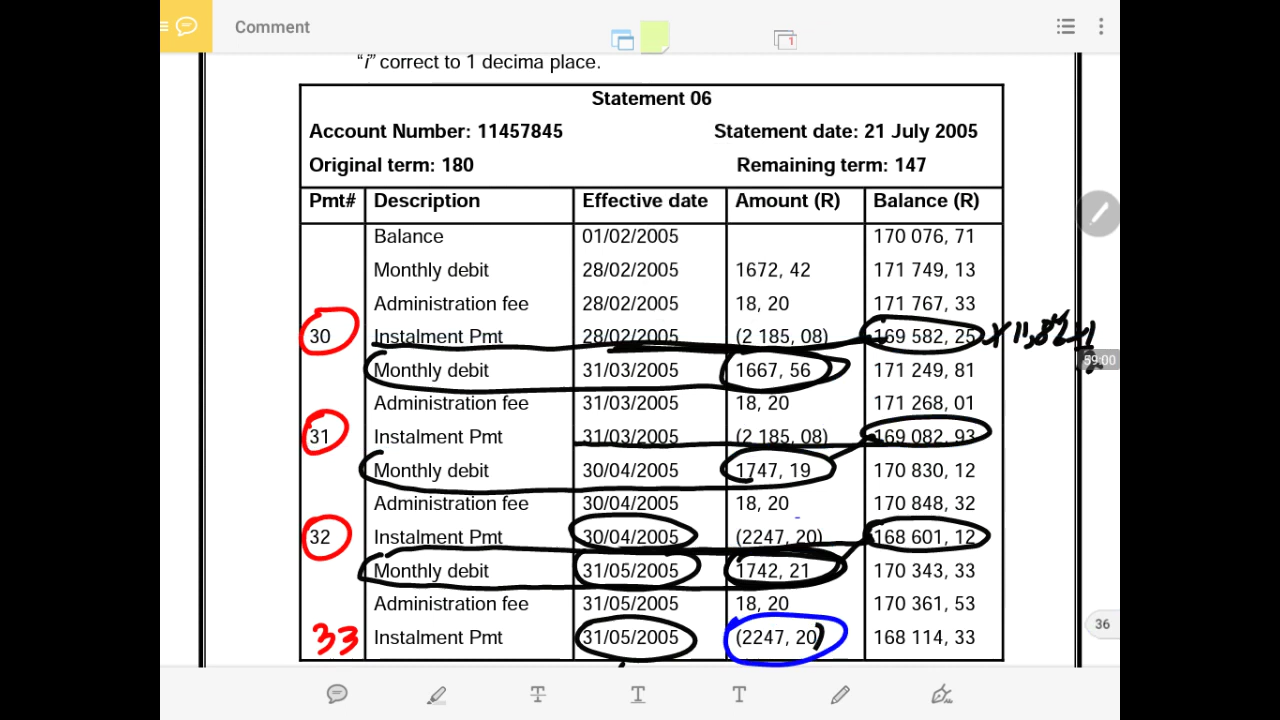 Comment
1
"i" correct to 1 decima place.
Statement 06
Account Number: 11457845 Statement date: 21 July 2005
Original term: 180 Remaining term: 147
Pmt# Description Effective date Amount (R) Balance (R)
Balance 01/02/2005 170 076, 71
Monthly debit 28/02/2005 1672, 42 171 749, 13
Administration fee 28/02/2005 18, 20 171 767, 33
30 Instalment Pmt 28/02/2005 (2 185, 08) 169 582, 25
59:00
Monthly debit 31/03/2005 1667, 56 171 249, 81
Administration fee 31/03/2005 18, 20 171 268, 01
31 Instalment Pmt 31/03/2005 (2 185, 08) 169 082, 93
Monthly debit 30/04/2005 1747, 19 170 830, 12
Administration fee 30/04/2005 18, 20 170 848, 32
32 Instalment Pmt 30/04/2005 (2247, 20) 168 601, 12
Monthly debit 31/05/2005 1742, 21 170 343, 33
Administration fee 31/05/2005 18, 20 170 361, 53
36
33 Instalment Pmt 31/05/2005 (2247, 20) 168 114, 33